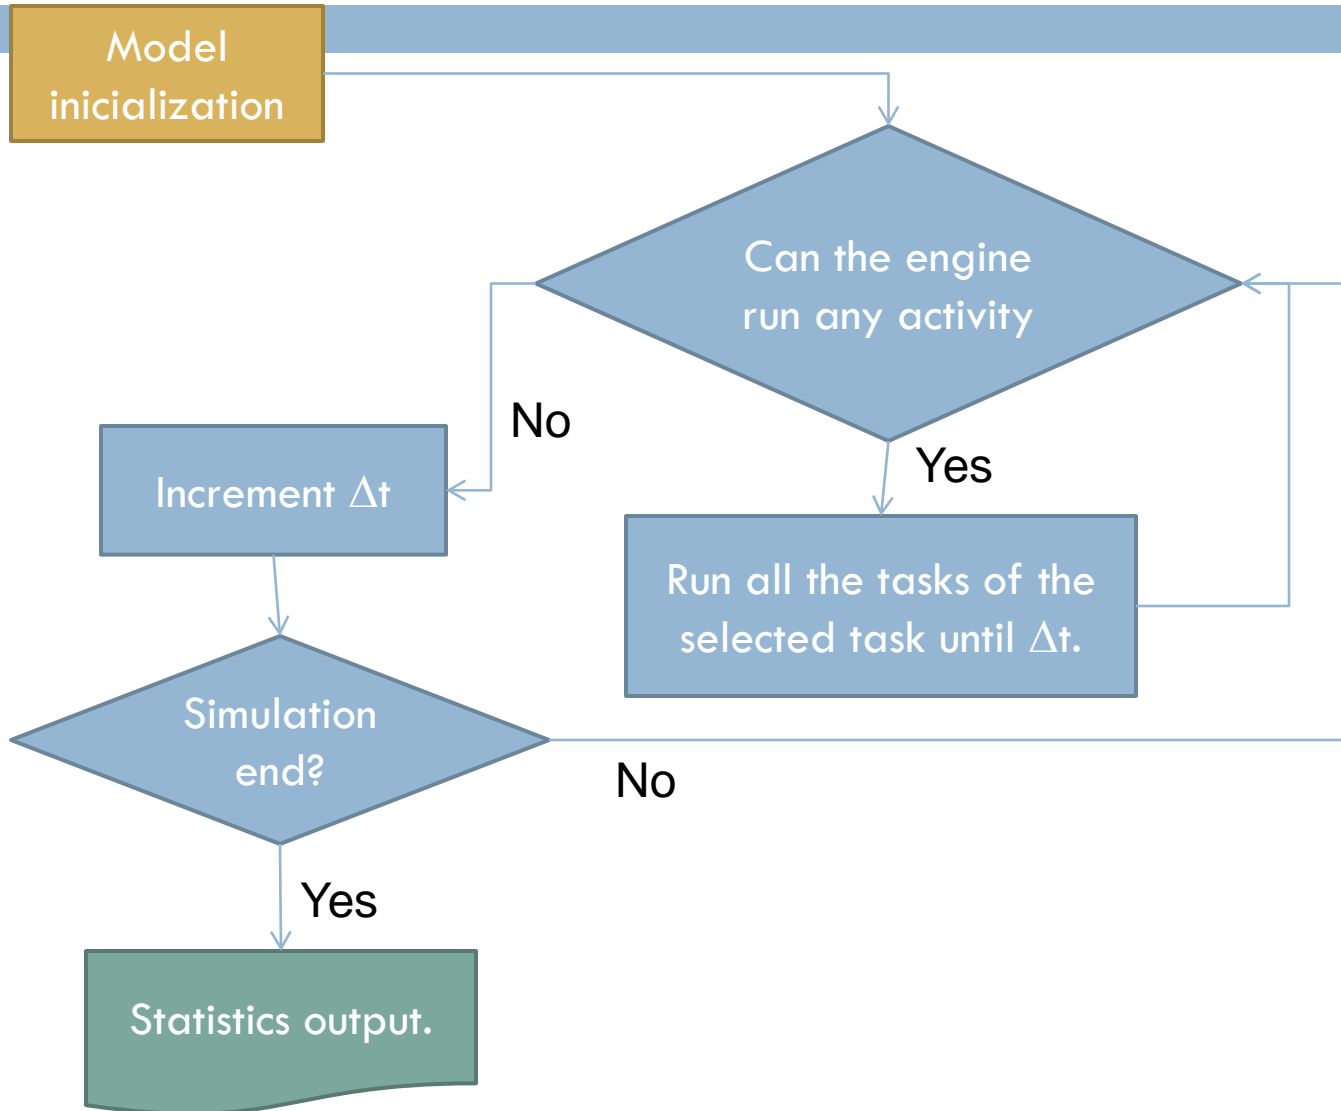 Model
inicialization
Can the engine
run any activity
No
Yes
Increment Δt
Run all the tasks of the
selected task until Δt.
Simulation
end?
No
Yes
Statistics output.